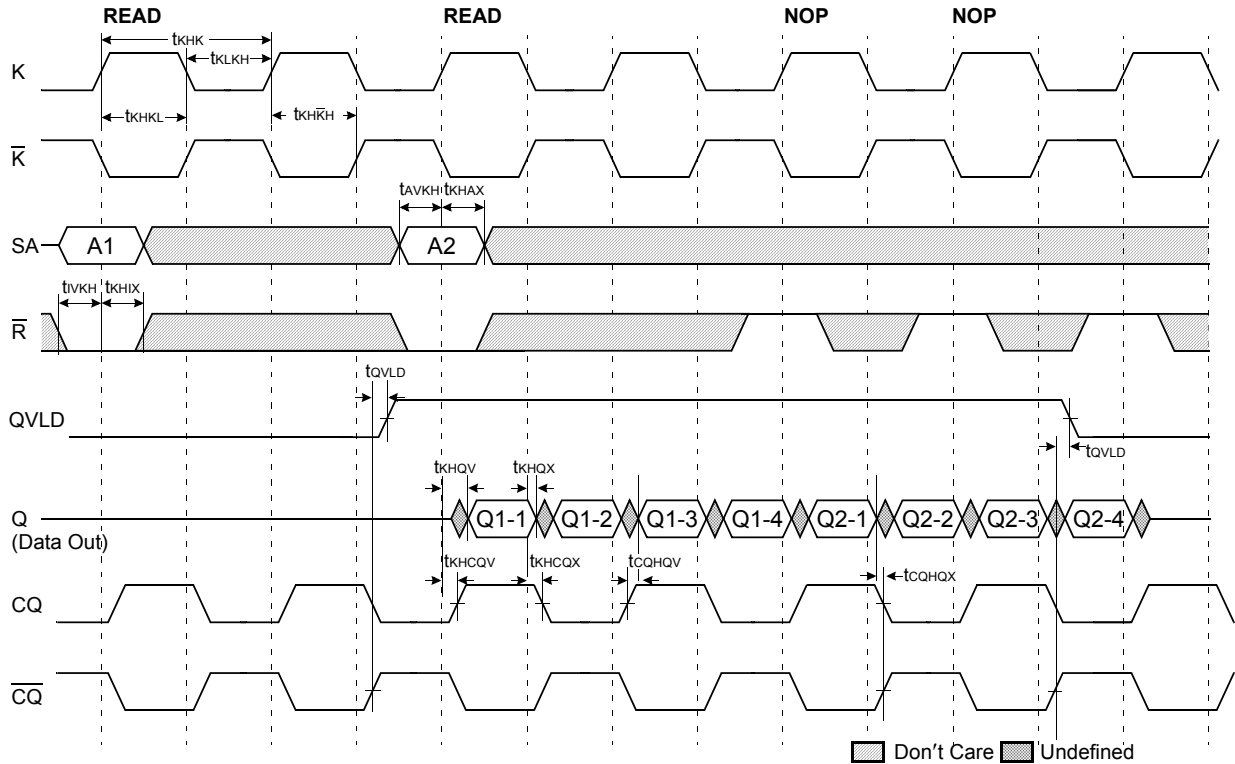 READ READ NOP NOP
tKHK
tKLKH
K
tKHKL tKHK̅H
K̅
tAVKH tKHAX
SA A1 A2
tIVKH tKHIX
R̅
tQVLD
QVLD
tQVLD
tKHQV tKHQX
Q Q1-1 Q1-2 Q1-3 Q1-4 Q2-1 Q2-2 Q2-3 Q2-4
(Data Out)
tKHCQV tKHCQX tCQHQV tCQHQX
CQ
C̅Q̅
Don't Care Undefined